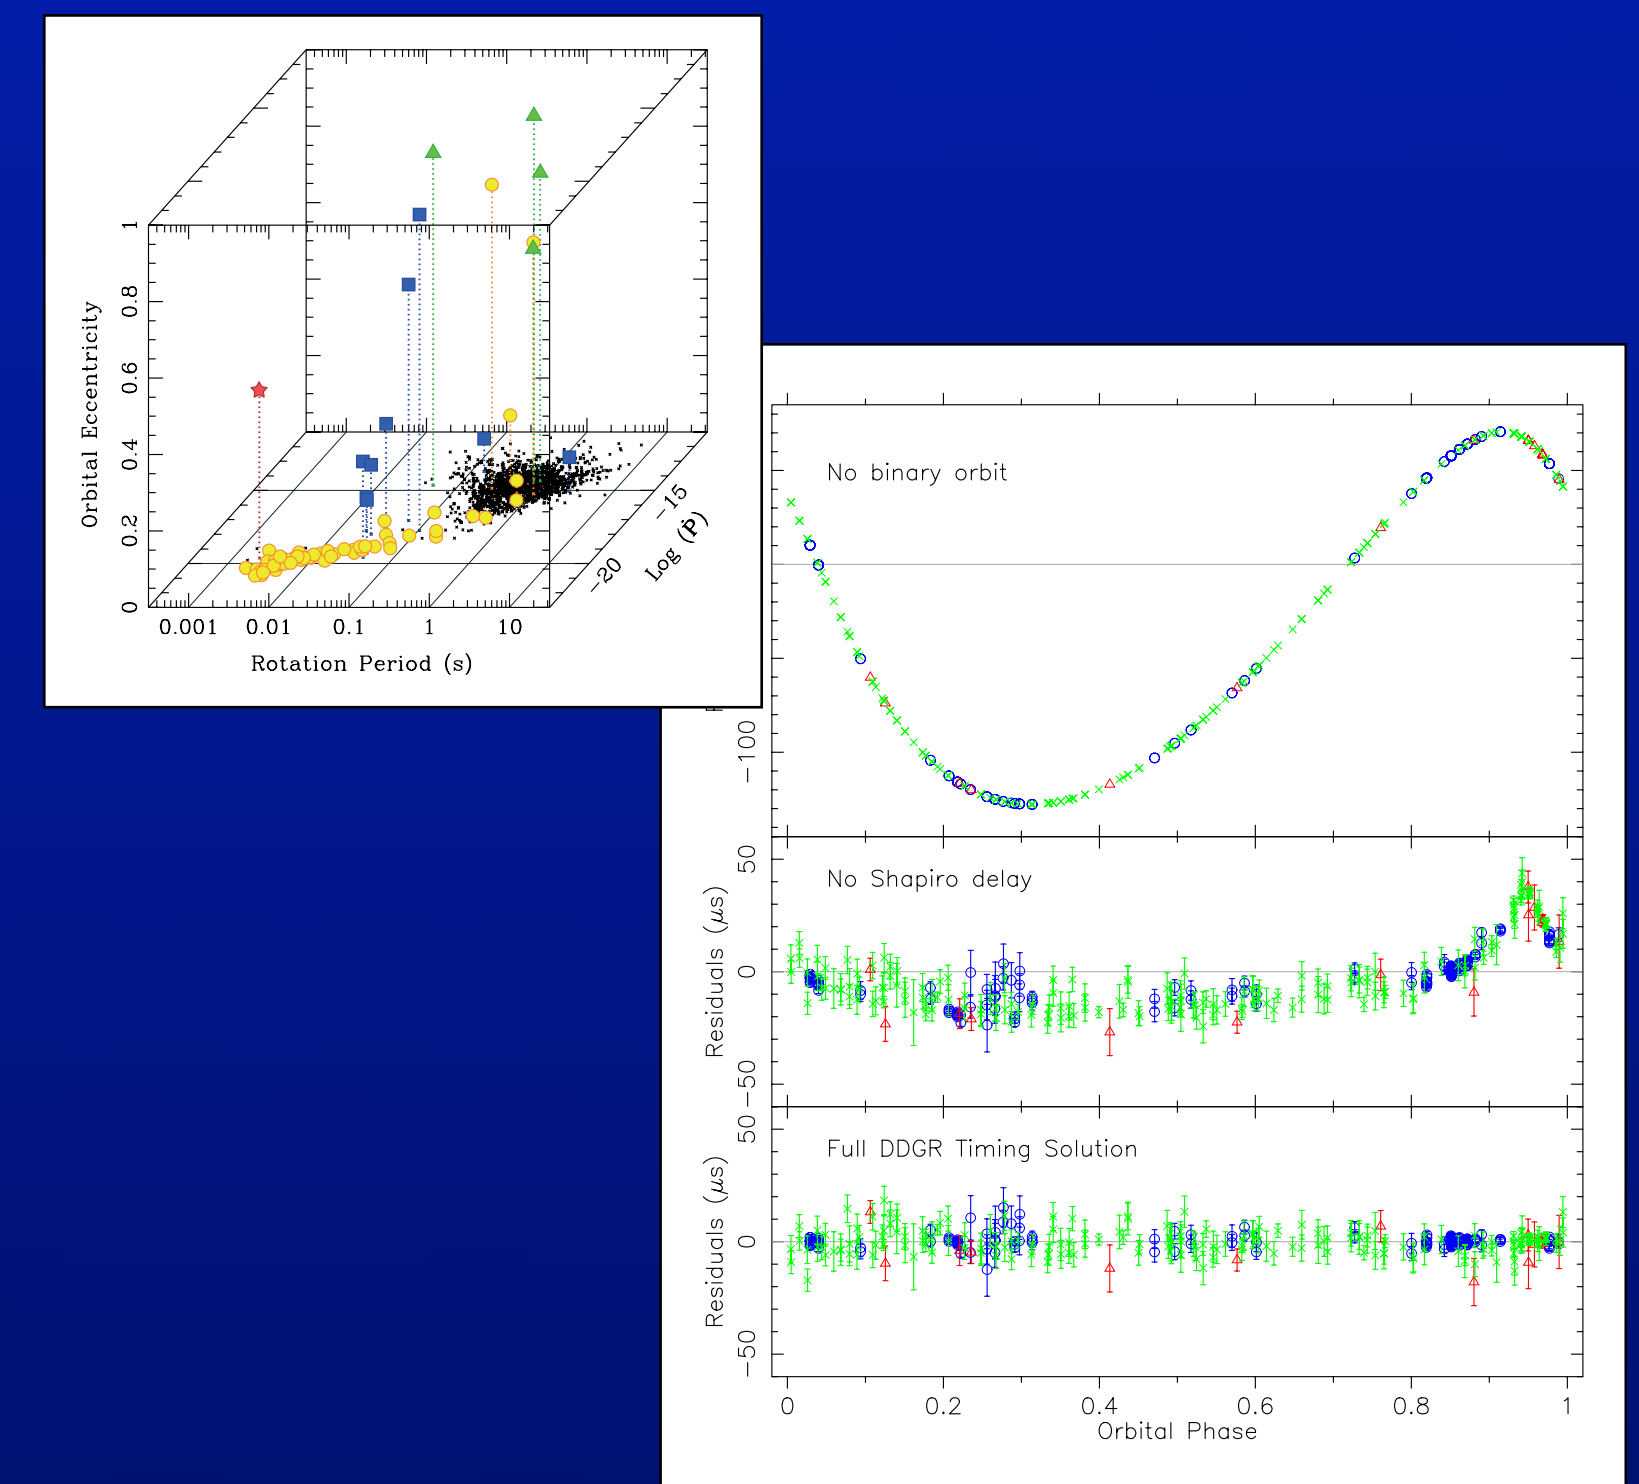 1
0.8
0.6
0.4
0.2
0
Orbital Eccentricity
0.001 0.01 0.1 1 10
Rotation Period (s)
−20 −15
Log (Ṗ)
No binary orbit
−100
No Shapiro delay
50
0
−50
Residuals (μs)
Full DDGR Timing Solution
50
0
−50
Residuals (μs)
0 0.2 0.4 0.6 0.8 1
Orbital Phase